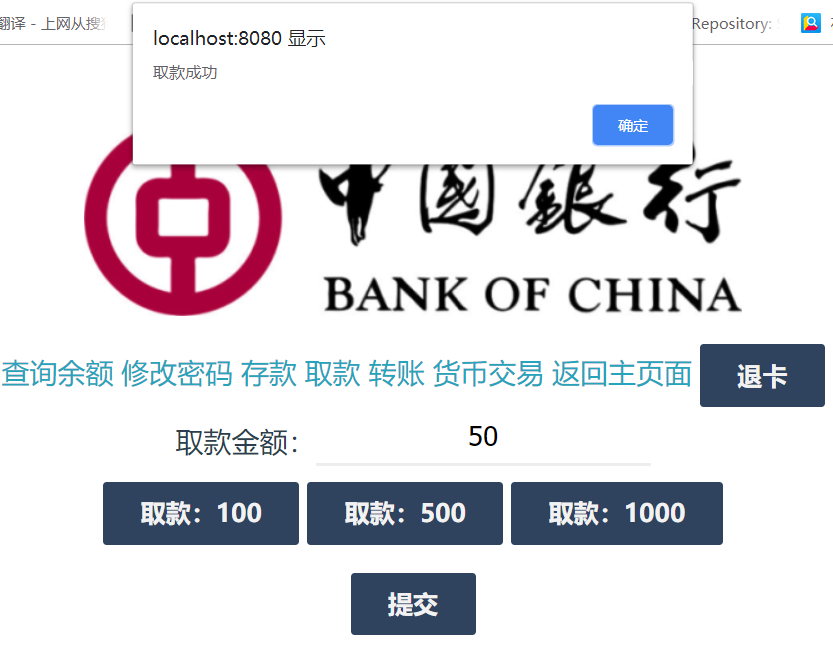 翻译 - 上网从搜
Repository:
localhost:8080 显示
取款成功
确定
中国银行
BANK OF CHINA
查询余额 修改密码 存款 取款 转账 货币交易 返回主页面 退卡
取款金额： 50
取款：100 取款：500 取款：1000
提交